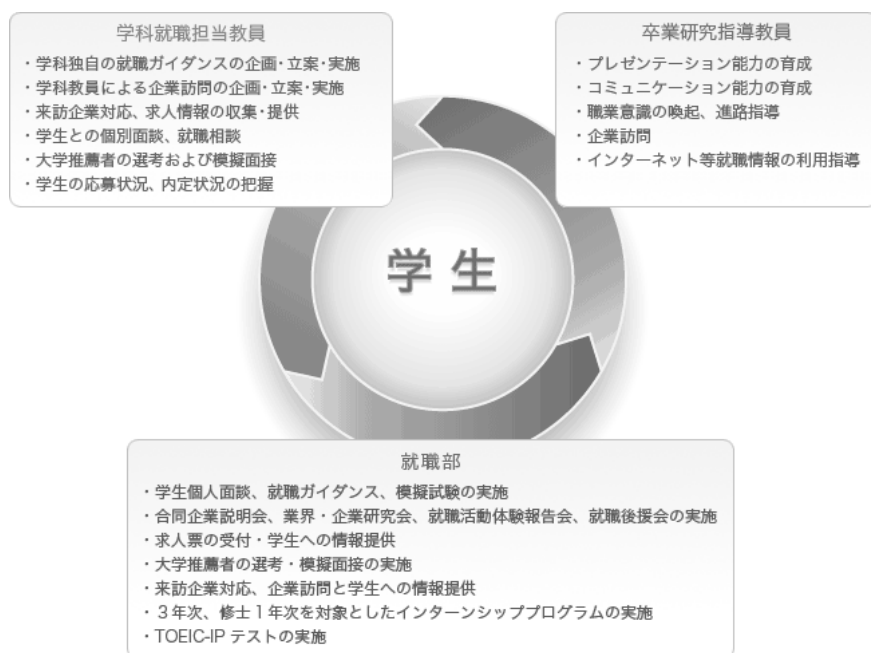 学科就職担当教員
・学科独自の就職ガイダンスの企画・立案・実施
・学科教員による企業訪問の企画・立案・実施
・来訪企業対応、求人情報の収集・提供
・学生との個別面談、就職相談
・大学推薦者の選考および模擬面接
・学生の応募状況、内定状況の把握
卒業研究指導教員
・プレゼンテーション能力の育成
・コミュニケーション能力の育成
・職業意識の喚起、進路指導
・企業訪問
・インターネット等就職情報の利用指導
学生
就職部
・学生個人面談、就職ガイダンス、模擬試験の実施
・合同企業説明会、業界・企業研究会、就職活動体験報告会、就職後援会の実施
・求人票の受付・学生への情報提供
・大学推薦者の選考・模擬面接の実施
・来訪企業対応、企業訪問と学生への情報提供
・３年次、修士１年次を対象としたインターンシッププログラムの実施
・TOEIC-IP テストの実施